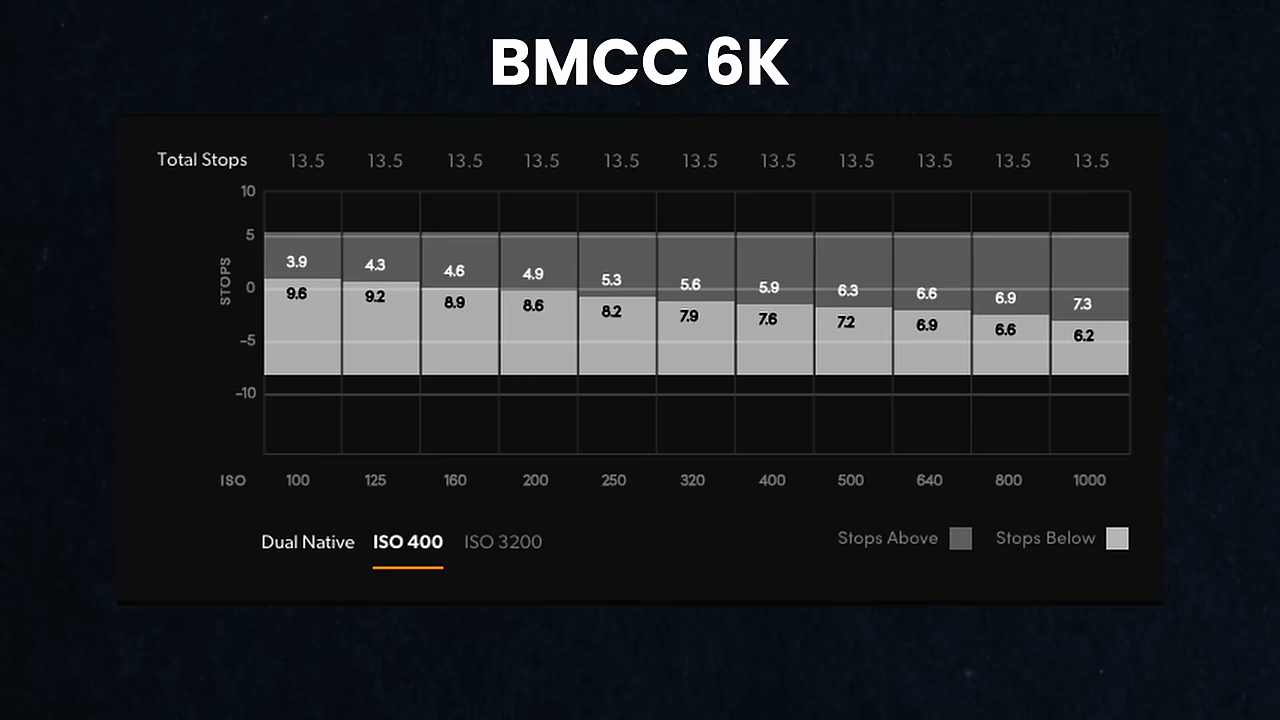 BMCC 6K
Total Stops 13.5 13.5 13.5 13.5 13.5 13.5 13.5 13.5 13.5 13.5 13.5
10
5
STOPS
0
-5
-10
3.9 4.3 4.6 4.9 5.3 5.6 5.9 6.3 6.6 6.9 7.3
9.6 9.2 8.9 8.6 8.2 7.9 7.6 7.2 6.9 6.6 6.2
ISO 100 125 160 200 250 320 400 500 640 800 1000
Dual Native ISO 400 ISO 3200 Stops Above Stops Below